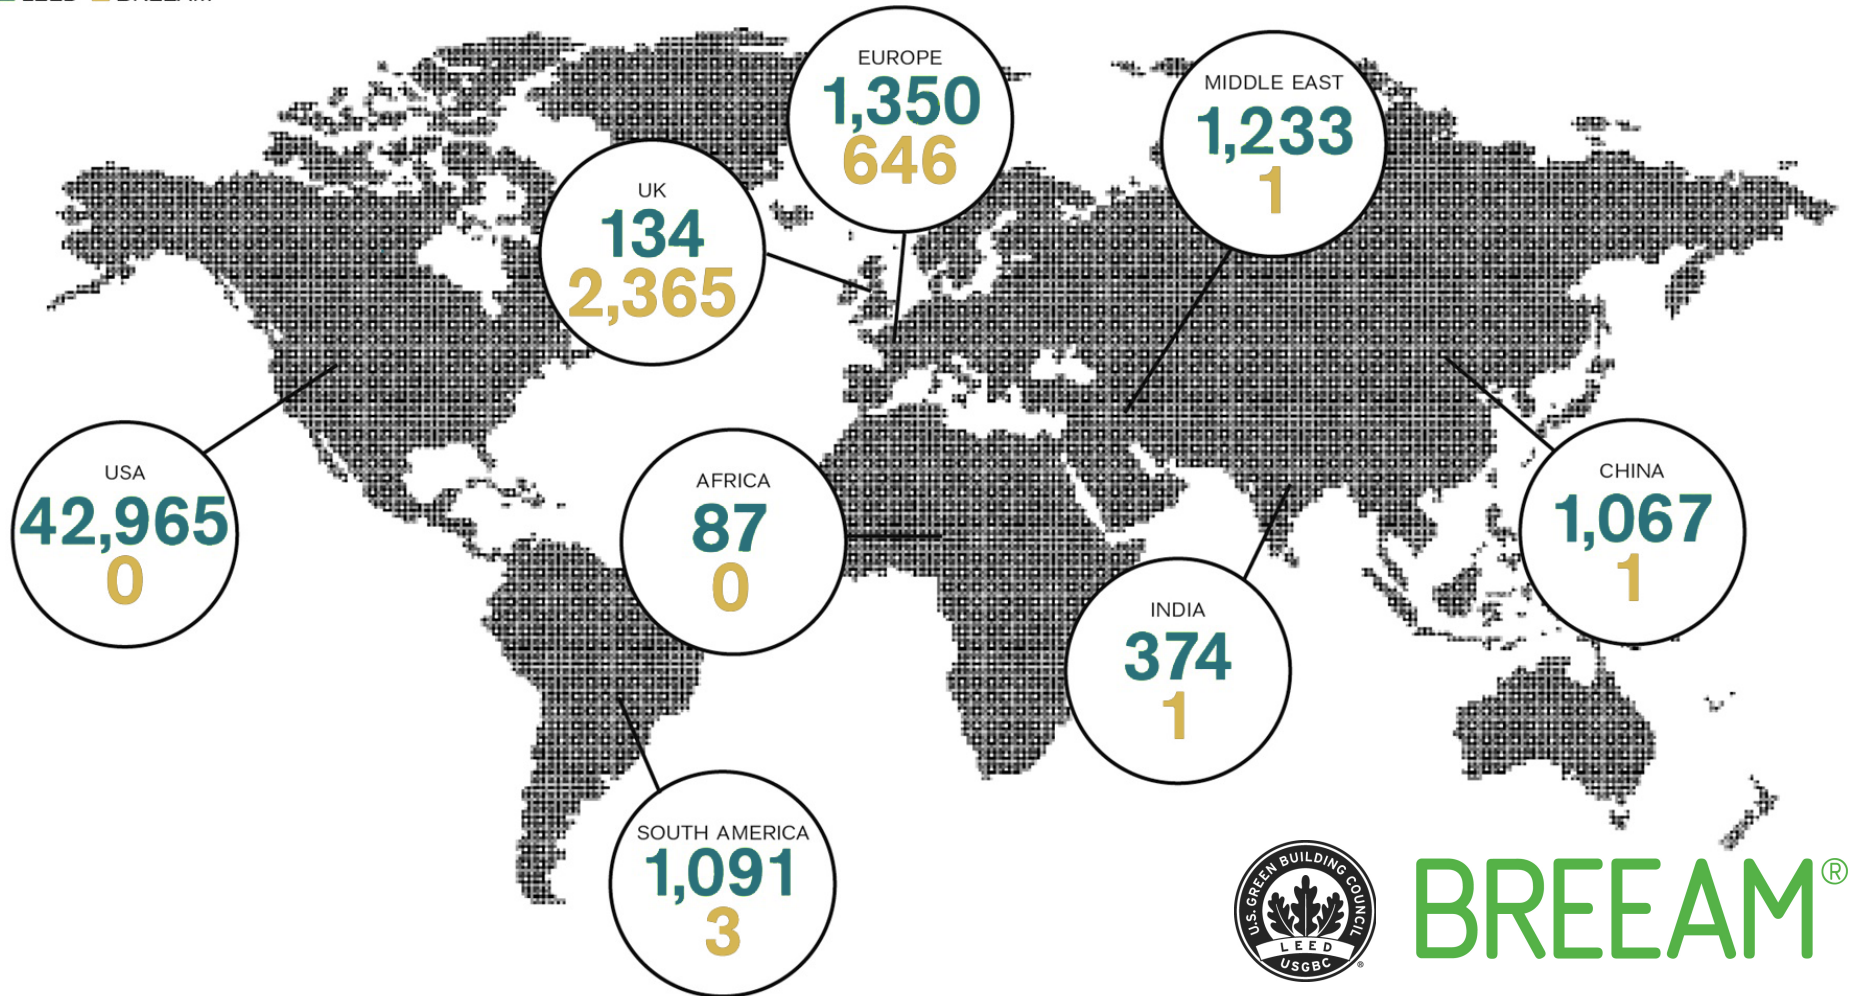 LEED BREEAM
EUROPE
1,350
646
MIDDLE EAST
1,233
1
UK
134
2,365
USA
42,965
0
AFRICA
87
0
CHINA
1,067
1
INDIA
374
1
SOUTH AMERICA
1,091
3
U.S. GREEN BUILDING COUNCIL
LEED
USGBC
®
BREEAM®